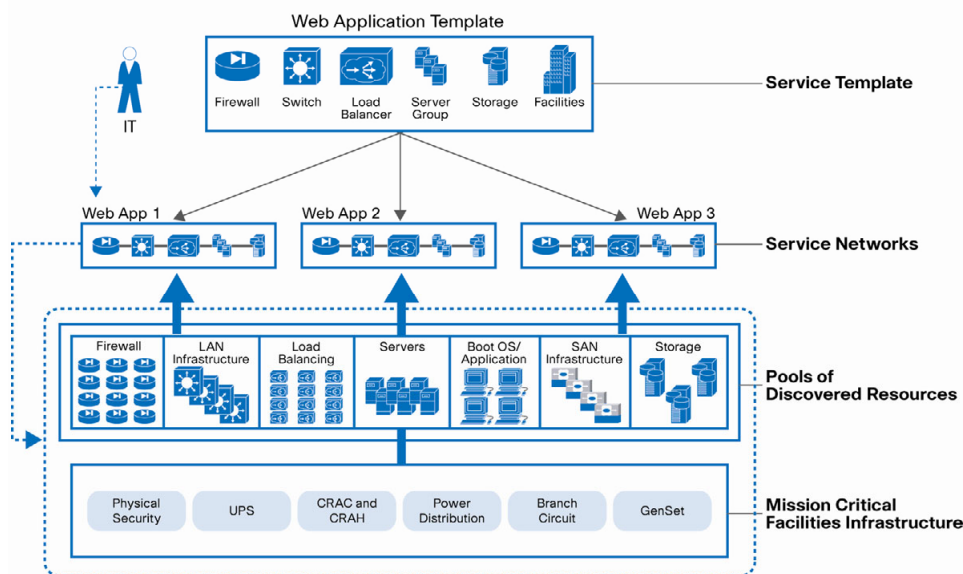 Web Application Template
Firewall
Switch
Load
Balancer
Server
Group
Storage
Facilities
Service Template
IT
Web App 1
Web App 2
Web App 3
Service Networks
Firewall
LAN
Infrastructure
Load
Balancing
Servers
Boot OS/
Application
SAN
Infrastructure
Storage
Pools of
Discovered Resources
Physical
Security
UPS
CRAC and
CRAH
Power
Distribution
Branch
Circuit
GenSet
Mission Critical
Facilities Infrastructure